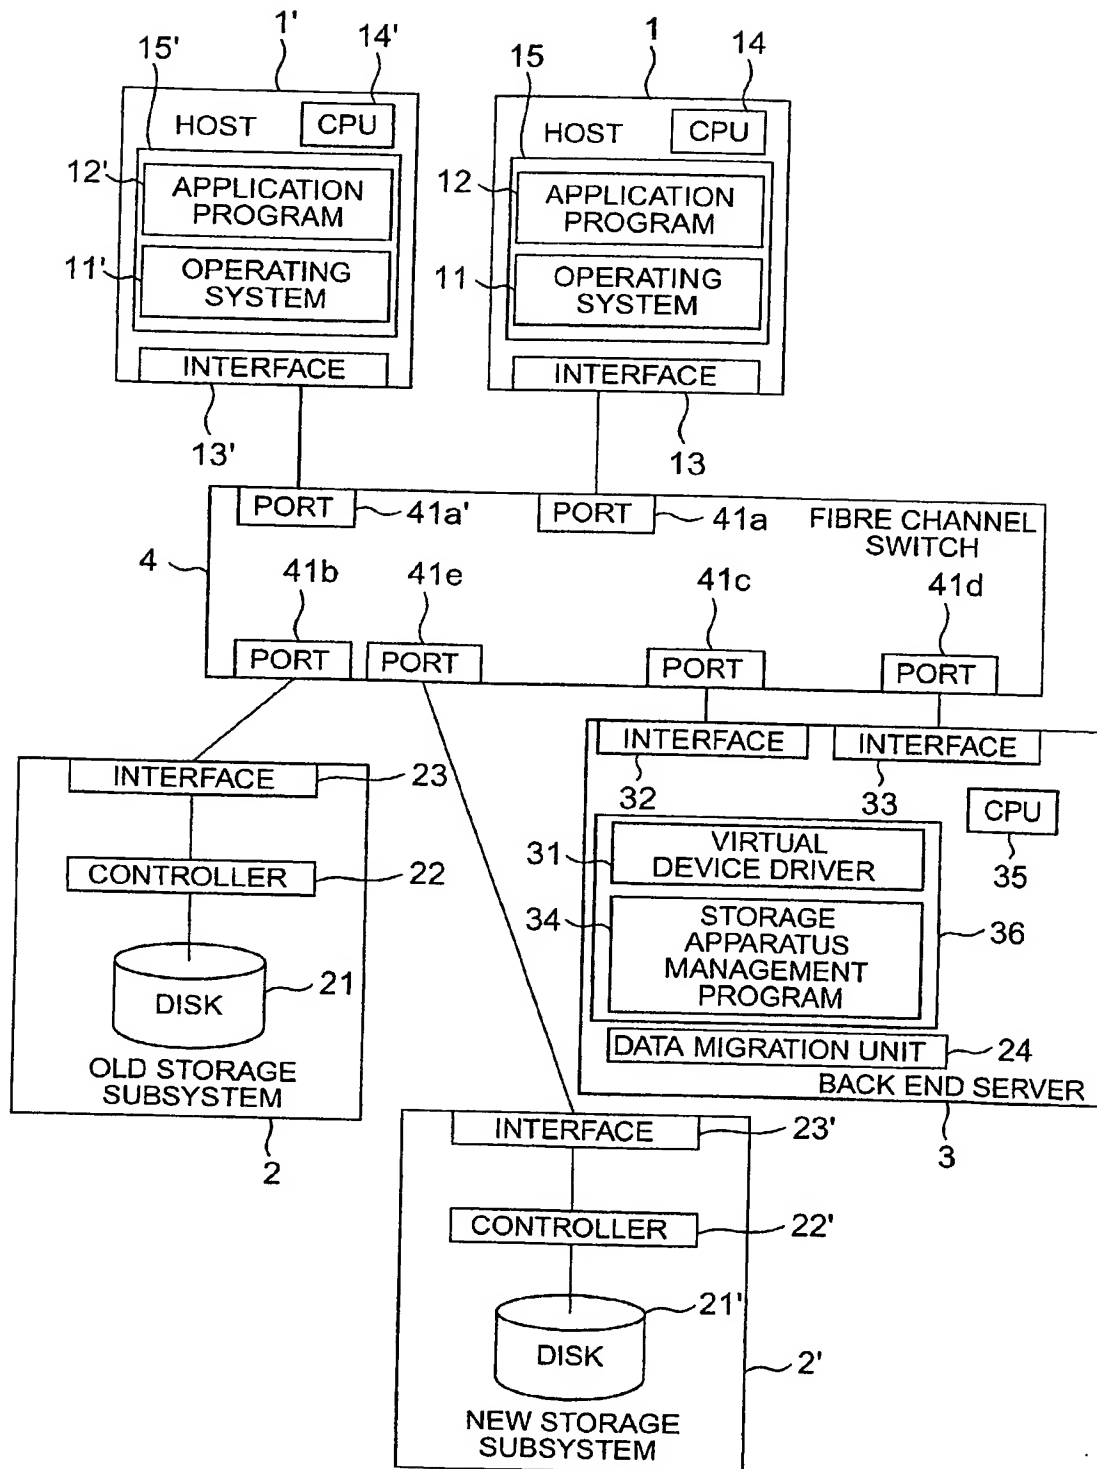 1'
14'
15'
HOST
CPU
12'
APPLICATION
PROGRAM
11'
OPERATING
SYSTEM
INTERFACE
13'
1
14
15
HOST
CPU
12
APPLICATION
PROGRAM
11
OPERATING
SYSTEM
INTERFACE
13
PORT
41a'
PORT
41a
FIBRE CHANNEL
SWITCH
4
41b
41e
41c
41d
PORT
PORT
PORT
PORT
INTERFACE
23
CONTROLLER
22
DISK
21
OLD STORAGE
SUBSYSTEM
2
INTERFACE
INTERFACE
32
33
CPU
35
31
VIRTUAL
DEVICE DRIVER
34
STORAGE
APPARATUS
MANAGEMENT
PROGRAM
36
DATA MIGRATION UNIT
24
BACK END SERVER
3
INTERFACE
23'
CONTROLLER
22'
DISK
21'
NEW STORAGE
SUBSYSTEM
2'